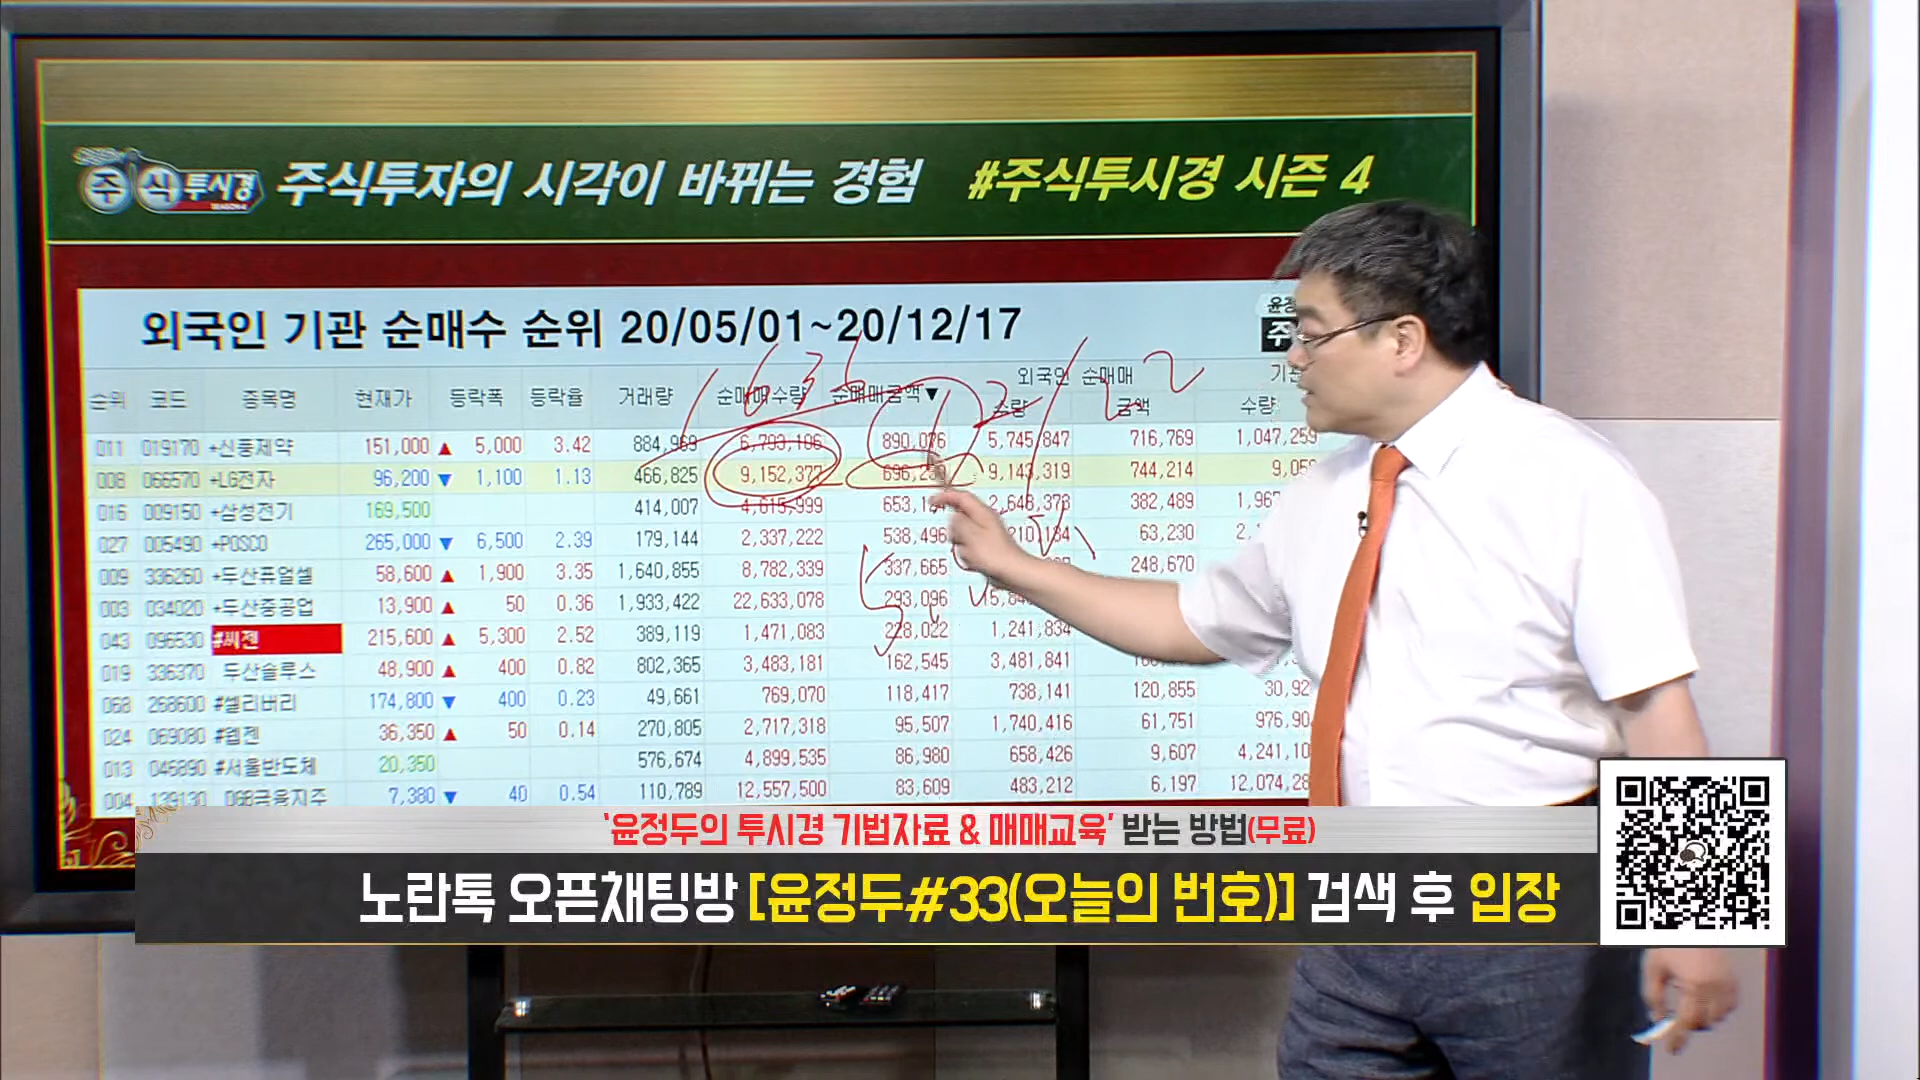 주식투시경 주식투자의 시각이 바뀌는 경험 #주식투시경 시즌 4
외국인 기관 순매수 순위 20/05/01~20/12/17
외국인 순매매
순위 코드 종목명 현재가 등락폭 등락율 거래량 순매매수량 순매매금액▼ 수량 금액 수량
011 019170 +신풍제약 151,000 ▲ 5,000 3.42 884,969 6,703,106 890,076 5,745,847 716,769 1,047,259
008 066570 +LG전자 96,200 ▼ 1,100 1.13 466,825 9,152,377 9,143,319 744,214
016 009150 +삼성전기 169,500 414,007 4,615,999 2,648,378 382,489
027 005490 +POSCO 265,000 ▼ 6,500 2.39 179,144 2,337,222 538,496 63,230
009 336260 +두산퓨얼셀 58,600 ▲ 1,900 3.35 1,640,855 8,782,339 337,665 248,670
003 034020 +두산중공업 13,900 ▲ 50 0.36 1,933,422 22,633,078 293,096
043 096530 #씨젠 215,600 ▲ 5,300 2.52 389,119 1,471,083 228,022 1,241,834
019 336370 두산솔루스 48,900 ▲ 400 0.82 802,365 3,483,181 162,545 3,481,841
068 268600 #셀리버리 174,800 ▼ 400 0.23 49,661 769,070 118,417 738,141 120,855
024 069080 #웹젠 36,350 ▲ 50 0.14 270,805 2,717,318 95,507 1,740,416 61,751
013 046890 #서울반도체 20,350 576,674 4,899,535 86,980 658,426 9,607
004 139130 DGB금융지주 7,380 ▼ 40 0.54 110,789 12,557,500 83,609 483,212 6,197
'윤정두의 투시경 기법자료 & 매매교육' 받는 방법(무료)
노란톡 오픈채팅방 [윤정두#33(오늘의 번호)] 검색 후 입장